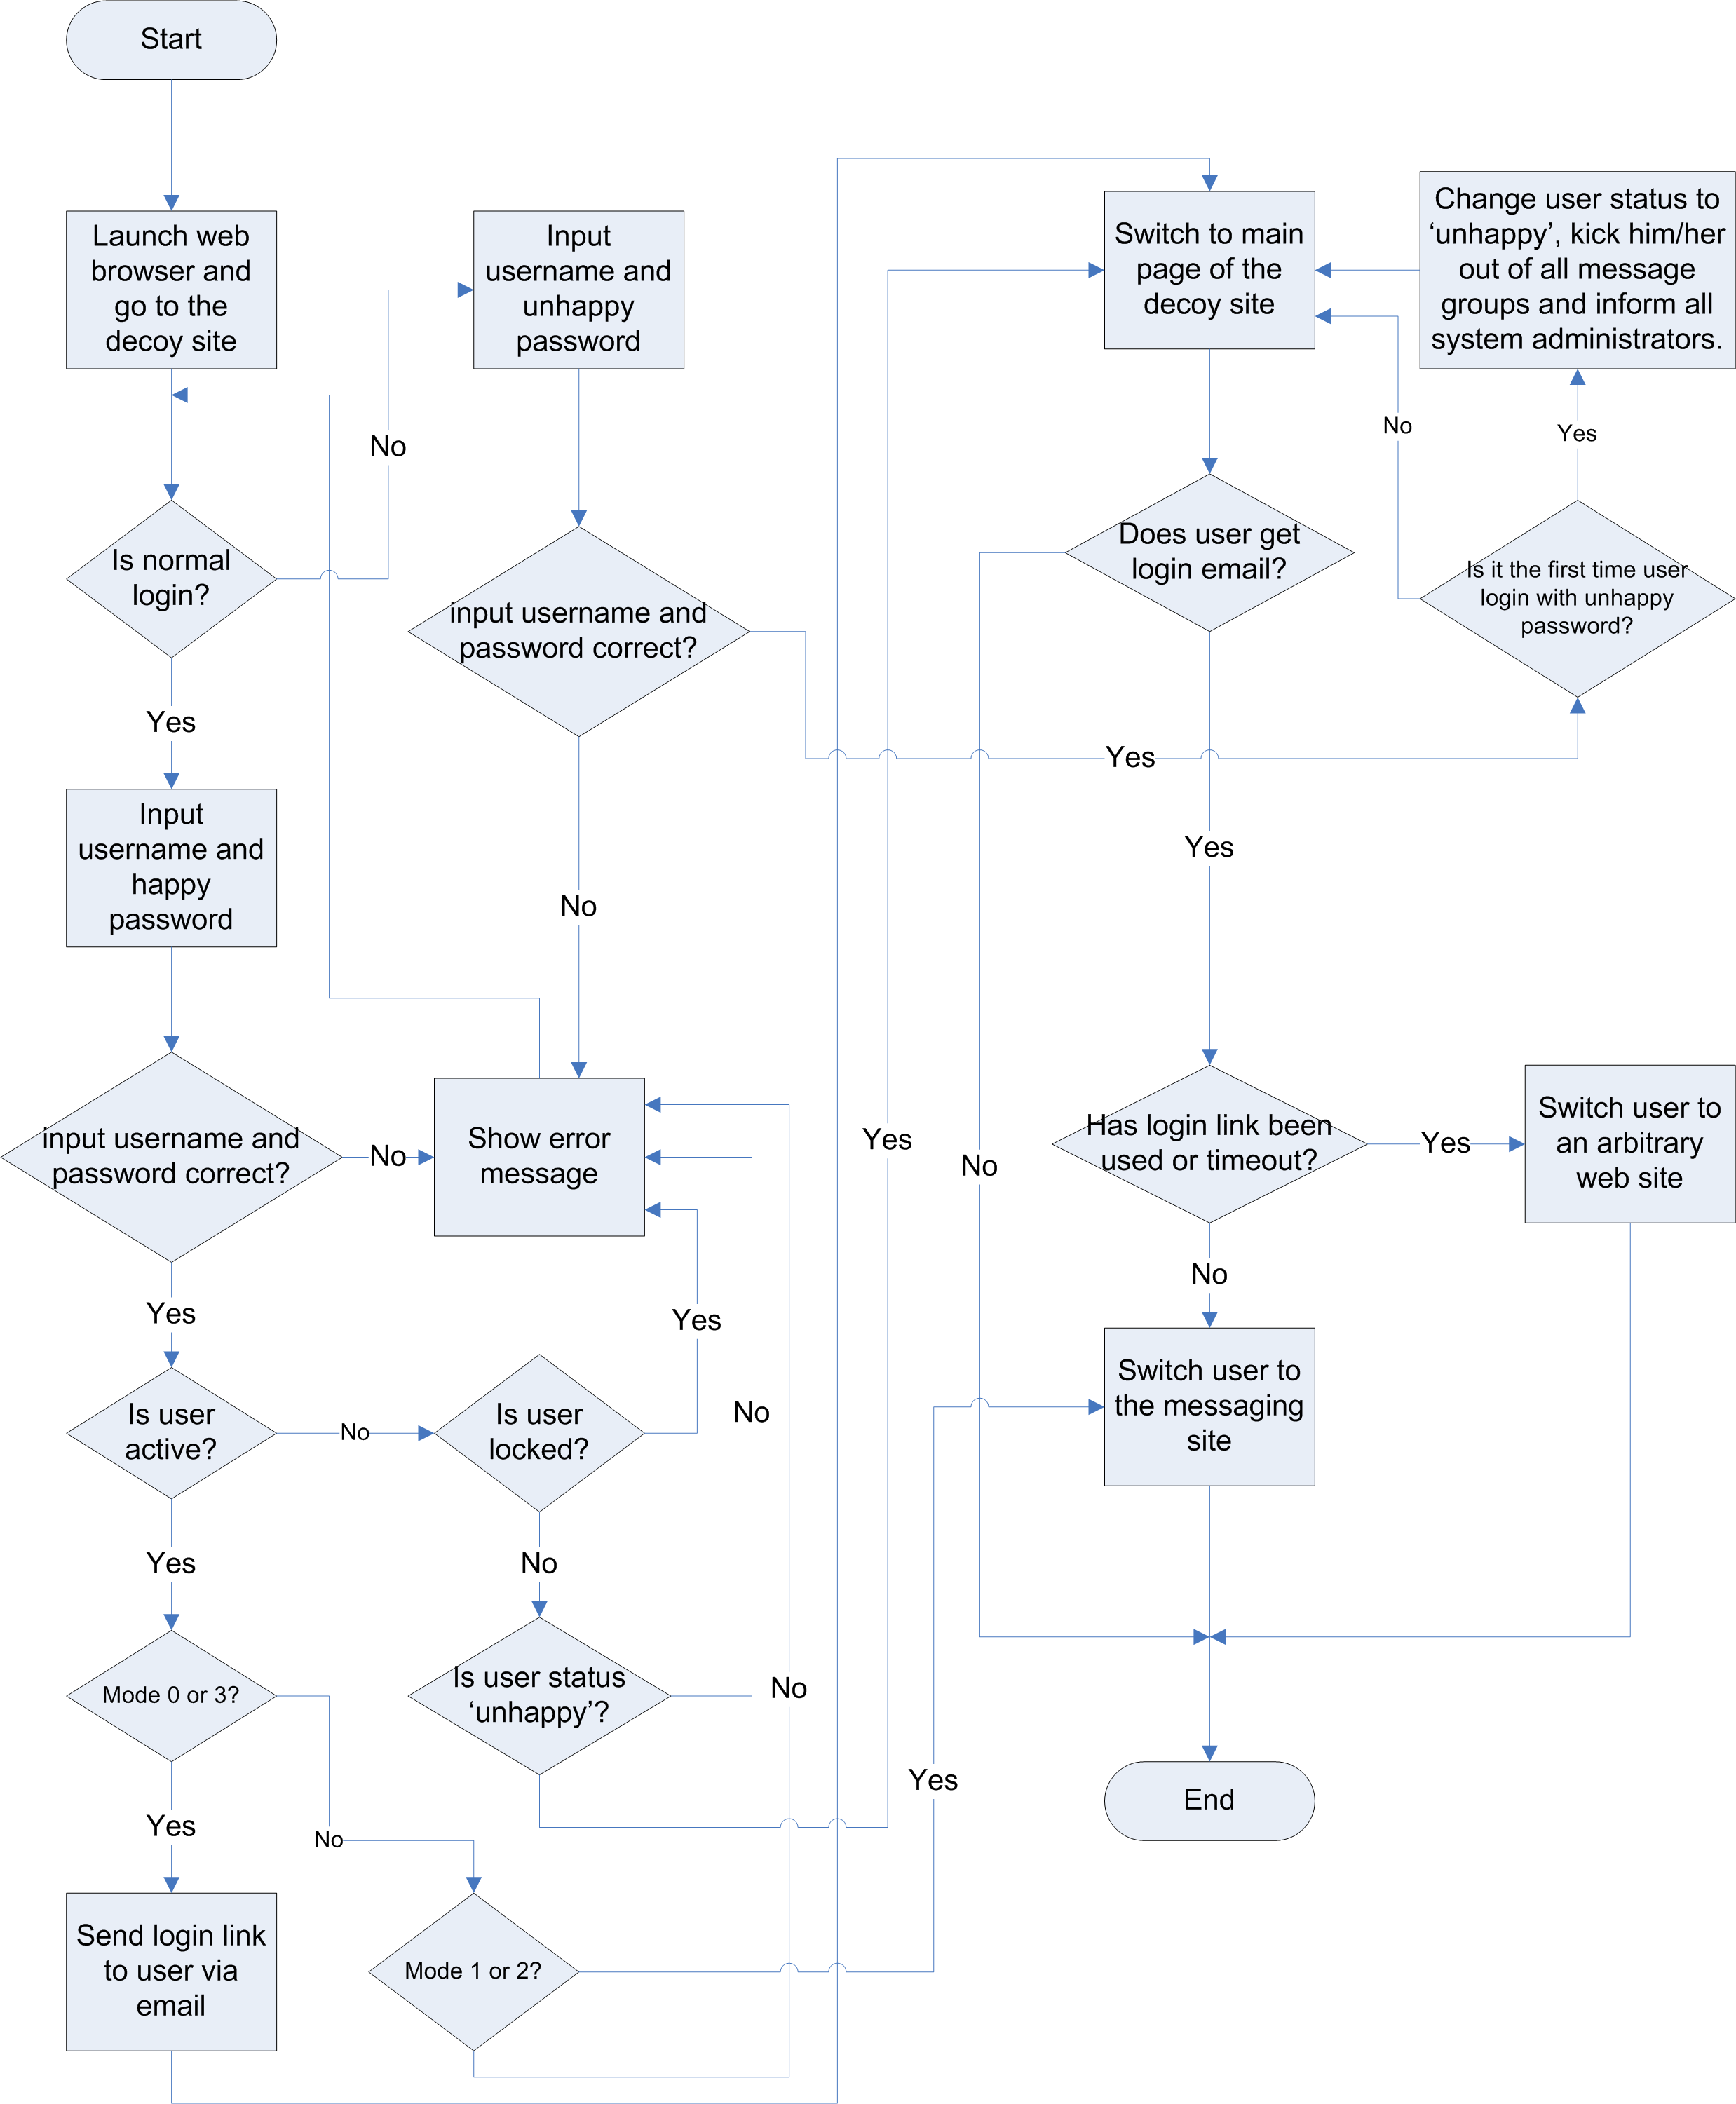 Start
Launch web
browser and
go to the
decoy site
Input
username and
unhappy
password
Switch to main
page of the
decoy site
Change user status to
‘unhappy’, kick him/her
out of all message
groups and inform all
system administrators.
No
No
Yes
Is normal
login?
input username and
password correct?
Does user get
login email?
Is it the first time user
login with unhappy
password?
Yes
Yes
Input
username and
happy
password
No
Yes
input username and
password correct?
No
Show error
message
Yes
No
Has login link been
used or timeout?
Yes
Switch user to
an arbitrary
web site
Yes
Yes
No
Is user
active?
No
Is user
locked?
No
Switch user to
the messaging
site
Yes
No
Mode 0 or 3?
Is user status
‘unhappy’?
No
Yes
No
Yes
End
Send login link
to user via
email
Mode 1 or 2?